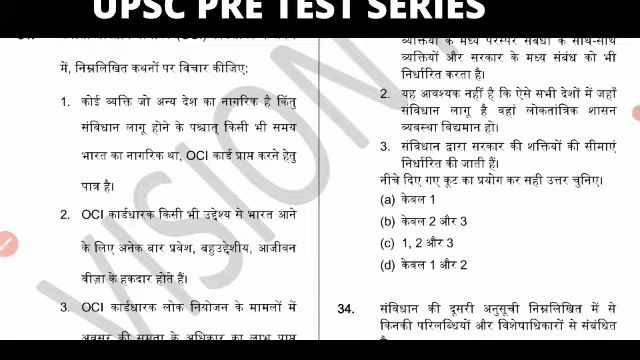 UPSC PRE TEST SERIES
में, निम्नलिखित कथनों पर विचार कीजिए:
1. कोई व्यक्ति जो अन्य देश का नागरिक है किंतु
संविधान लागू होने के पश्चात् किसी भी समय
भारत का नागरिक था, OCI कार्ड प्राप्त करने हेतु
पात्र है।
2. OCI कार्डधारक किसी भी उद्देश्य से भारत आने
के लिए अनेक बार प्रवेश, बहुउद्देशीय, आजीवन
वीज़ा के हकदार होते हैं।
3. OCI कार्डधारक लोक नियोजन के मामलों में
अवसर की समता के अधिकार का लाभ प्राप्त
व्यक्तियों के मध्य परस्पर संबंधों के साथ-साथ
व्यक्तियों और सरकार के मध्य संबंध को भी
निर्धारित करता है।
2. यह आवश्यक नहीं है कि ऐसे सभी देशों में जहाँ
संविधान लागू है वहां लोकतांत्रिक शासन
व्यवस्था विद्यमान हो।
3. संविधान द्वारा सरकार की शक्तियों की सीमाएं
निर्धारित की जाती हैं।
नीचे दिए गए कूट का प्रयोग कर सही उत्तर चुनिए।
(a) केवल 1
(b) केवल 2 और 3
(c) 1, 2 और 3
(d) केवल 1 और 2
34. संविधान की दूसरी अनुसूची निम्नलिखित में से
किनकी परिलब्धियों और विशेषाधिकारों से संबंधित
VISION